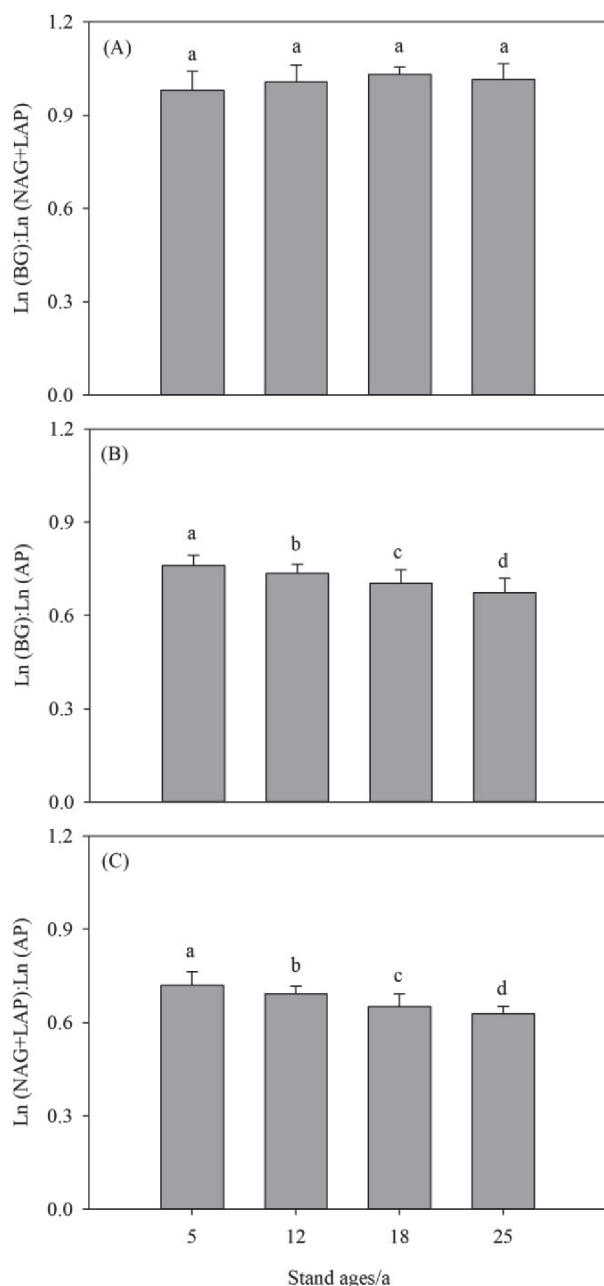 (A)
a a a a
1.2
0.9
0.6
0.3
0.0
Ln (BG):Ln (NAG+LAP)
(B)
a b c d
1.2
0.9
0.6
0.3
0.0
Ln (BG):Ln (AP)
(C)
a b c d
1.2
0.9
0.6
0.3
0.0
Ln (NAG+LAP):Ln (AP)
5 12 18 25
Stand ages/a